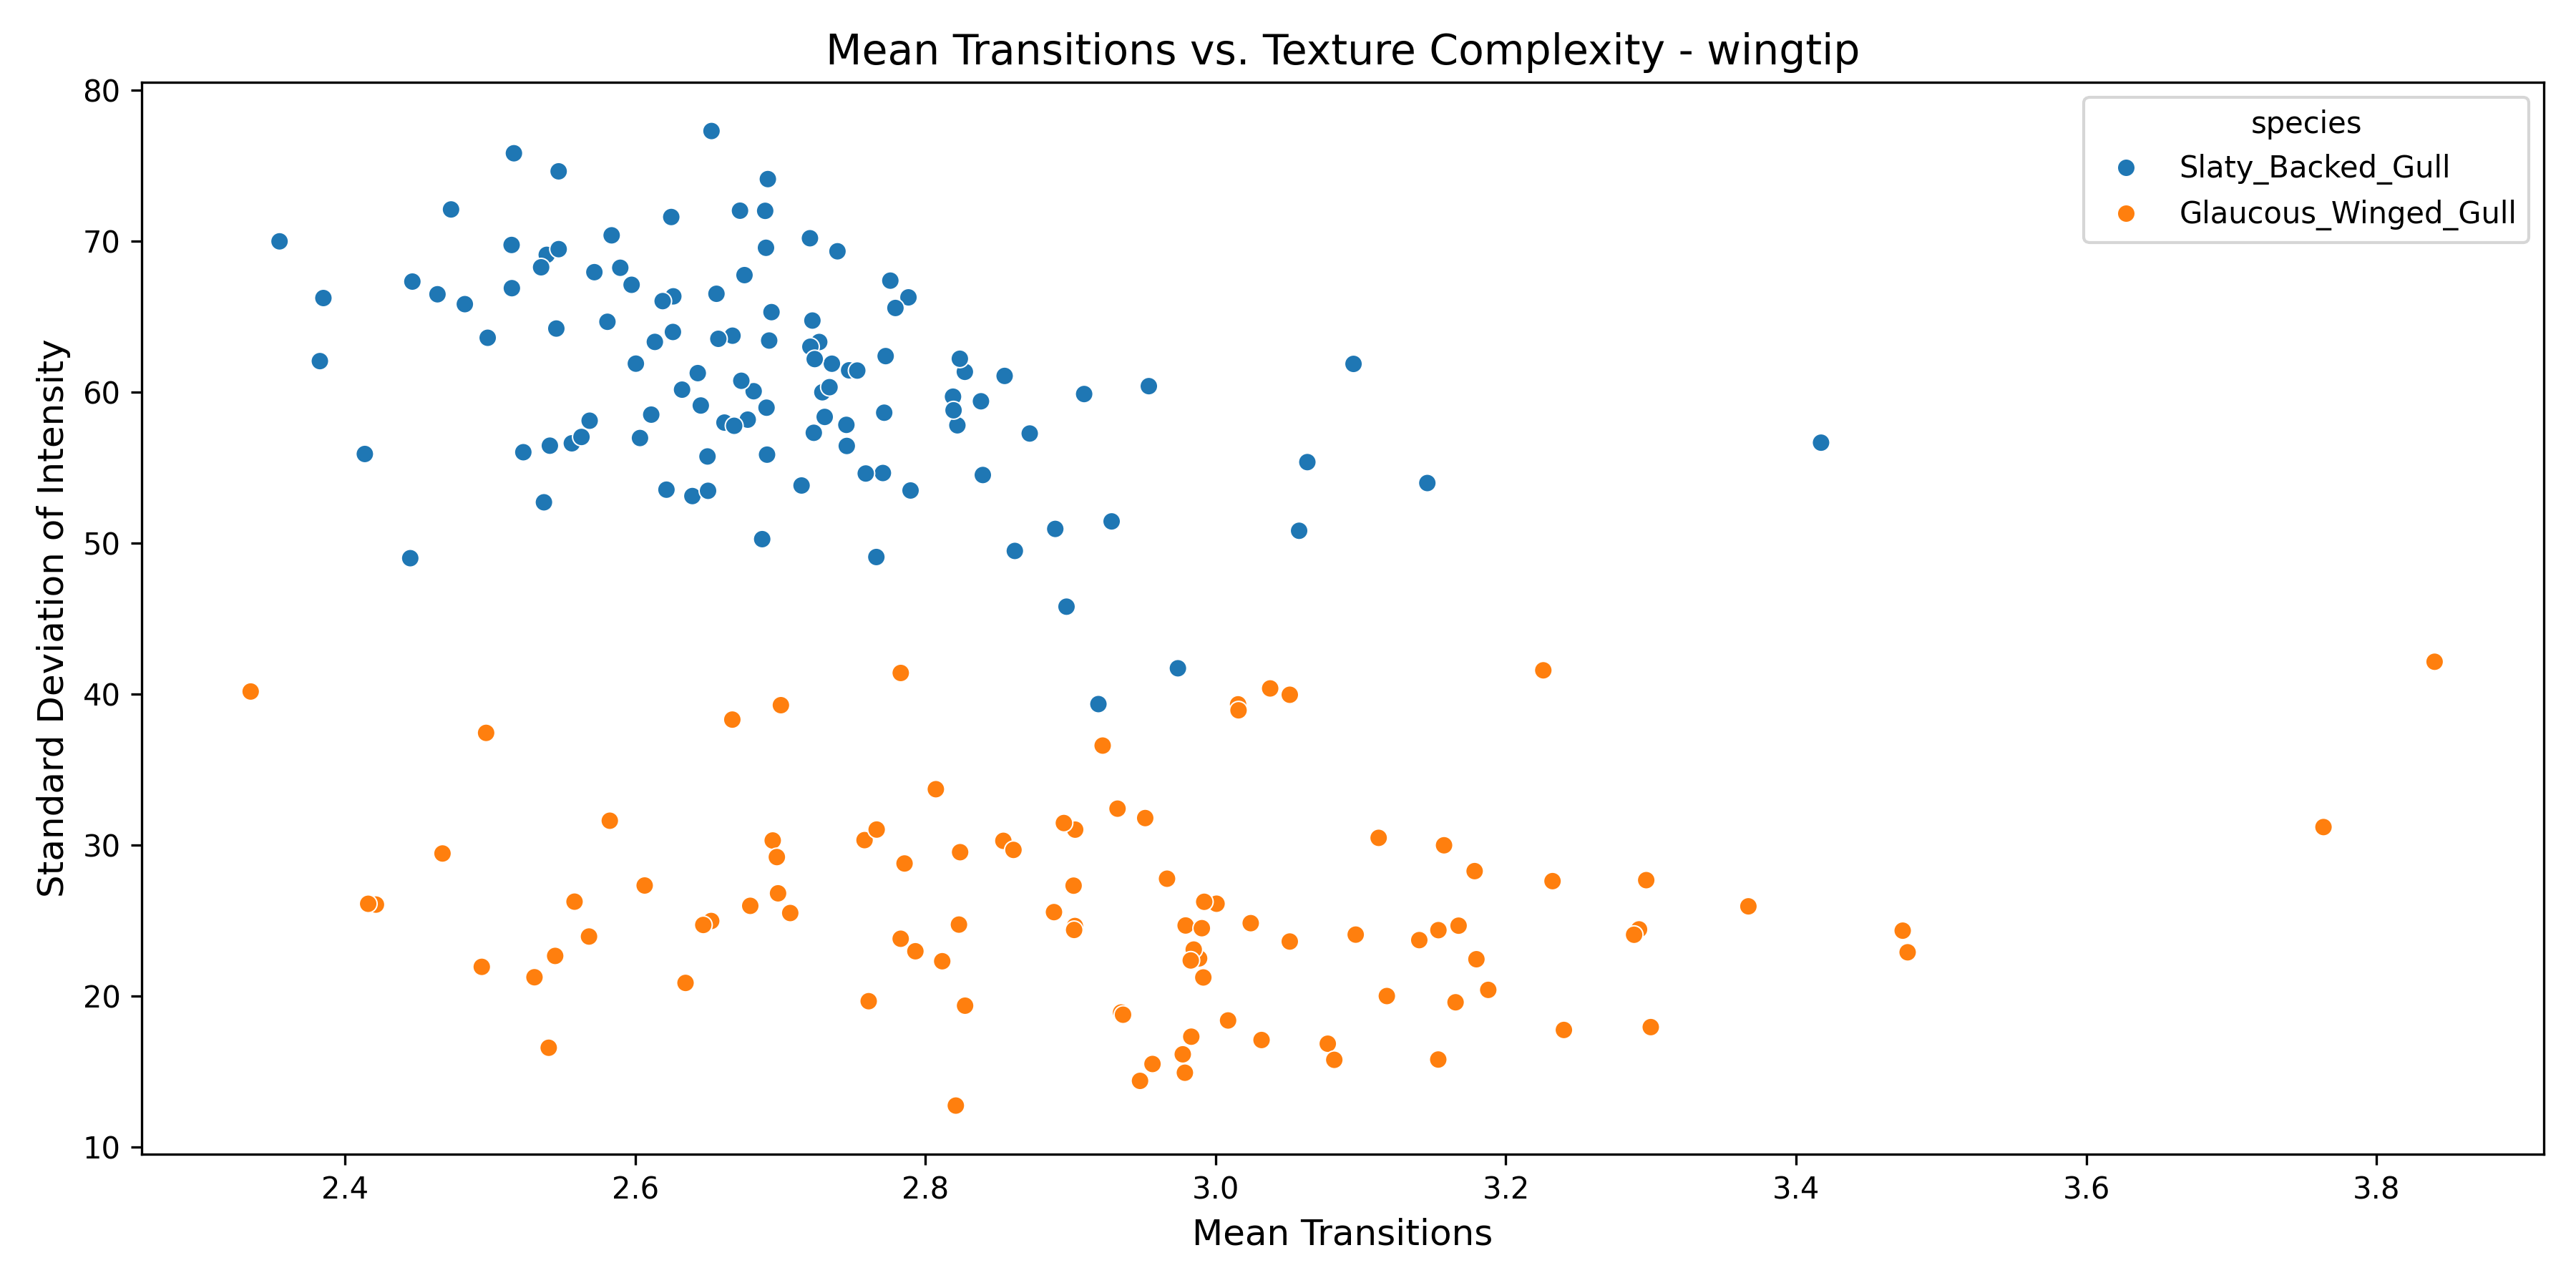 Mean Transitions vs. Texture Complexity - wingtip
80
70
60
50
40
30
20
10
Standard Deviation of Intensity
species
Slaty_Backed_Gull
Glaucous_Winged_Gull
2.4 2.6 2.8 3.0 3.2 3.4 3.6 3.8
Mean Transitions